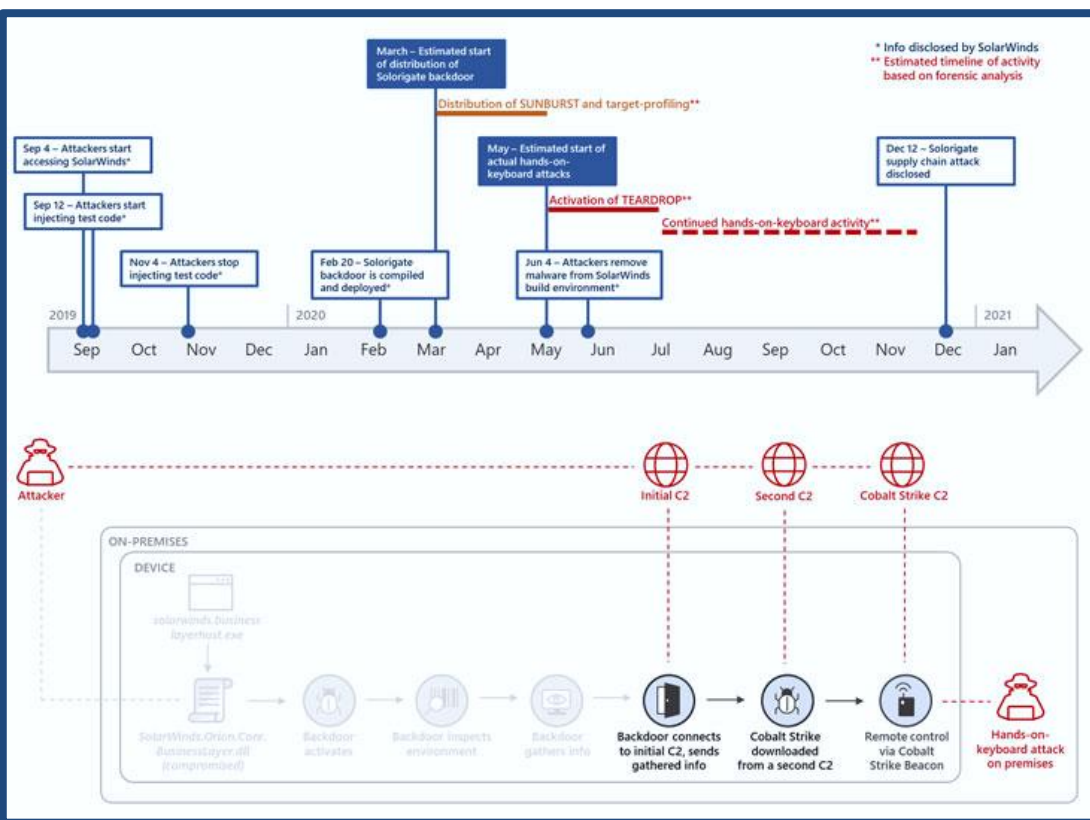 March – Estimated start
of distribution of
Solorigate backdoor
* Info disclosed by SolarWinds
** Estimated timeline of activity
based on forensic analysis
Distribution of SUNBURST and target-profiling**
Sep 4 – Attackers start
accessing SolarWinds*
May – Estimated start of
actual hands-on-
keyboard attacks
Dec 12 – Solorigate
supply chain attack
disclosed
Sep 12 – Attackers start
injecting test code*
Activation of TEARDROP**
Continued hands-on-keyboard activity**
Nov 4 – Attackers stop
injecting test code*
Feb 20 – Solorigate
backdoor is compiled
and deployed*
Jun 4 – Attackers remove
malware from SolarWinds
build environment*
2019
2020
2021
Sep Oct Nov Dec Jan Feb Mar Apr May Jun Jul Aug Sep Oct Nov Dec Jan
Attacker
Initial C2
Second C2
Cobalt Strike C2
ON-PREMISES
DEVICE
solarwinds.business
layerhost.exe
SolarWinds.Orion.Core.
BusinessLayer.dll
(compromised)
Backdoor
activates
Backdoor inspects
environment
Backdoor
gathers info
Backdoor connects
to initial C2, sends
gathered info
Cobalt Strike
downloaded
from a second C2
Remote control
via Cobalt
Strike Beacon
Hands-on-
keyboard attack
on premises